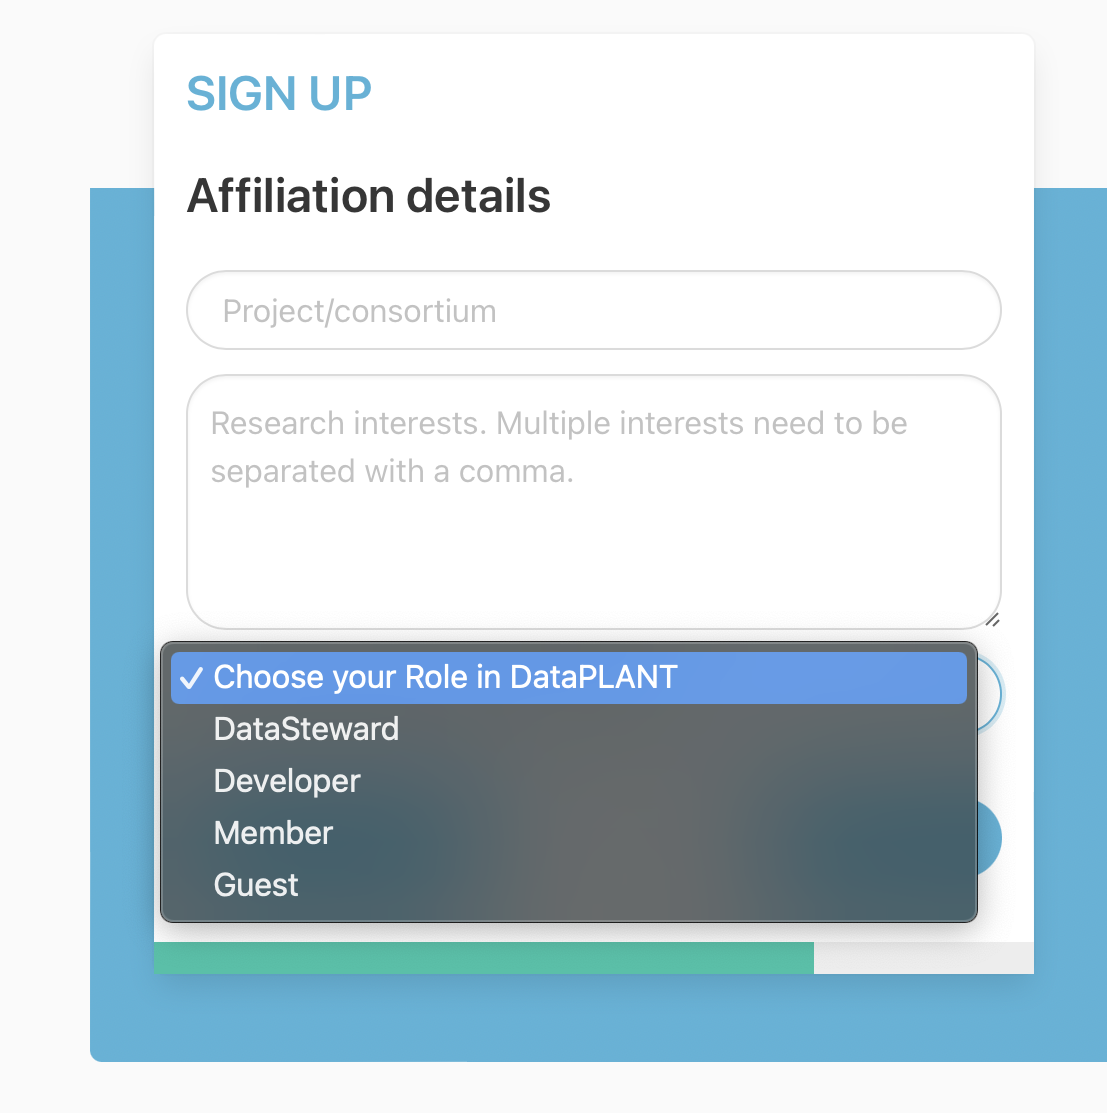 SIGN UP
Affiliation details
Project/consortium
Research interests. Multiple interests need to be
separated with a comma.
✓ Choose your Role in DataPLANT
DataSteward
Developer
Member
Guest